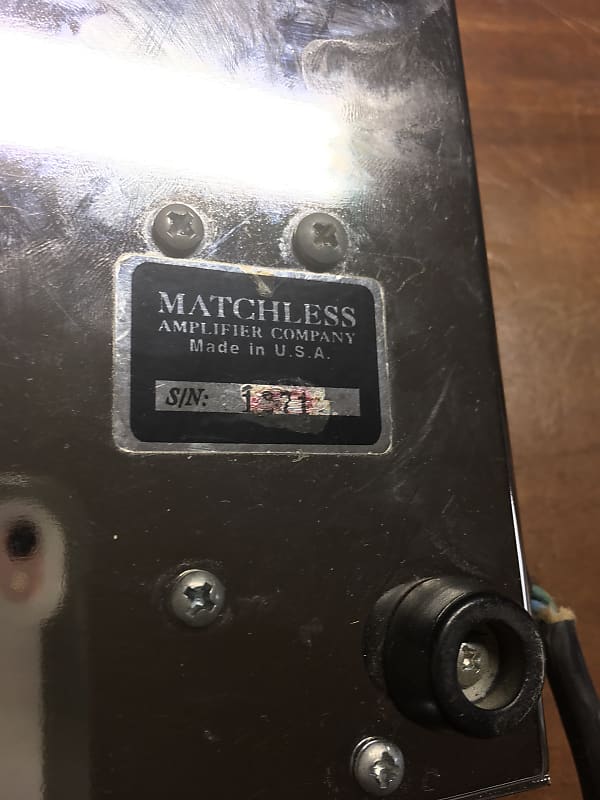 MATCHLESS
AMPLIFIER COMPANY
Made in U.S.A.
S/N: